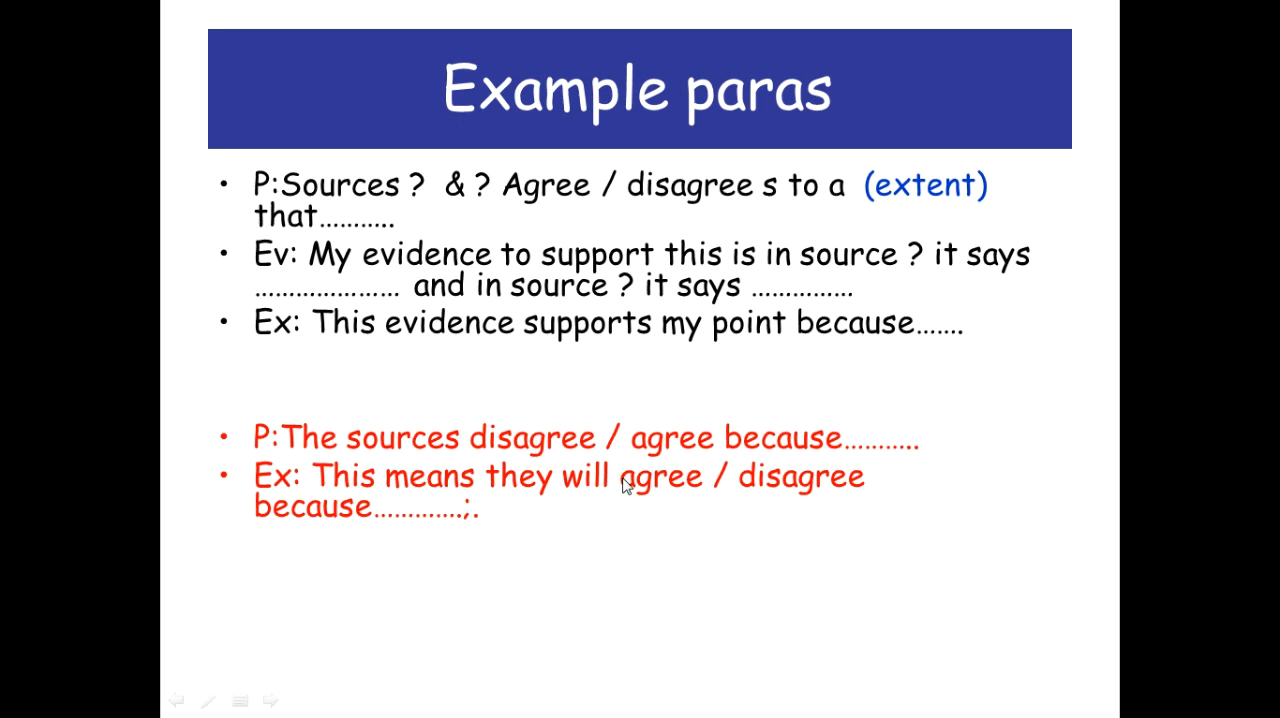 Example paras
• P:Sources ? & ? Agree / disagree s to a (extent)
that………..
• Ev: My evidence to support this is in source ? it says
………………… and in source ? it says ……………
• Ex: This evidence supports my point because…….
• P:The sources disagree / agree because………..
• Ex: This means they will agree / disagree
because………….;.